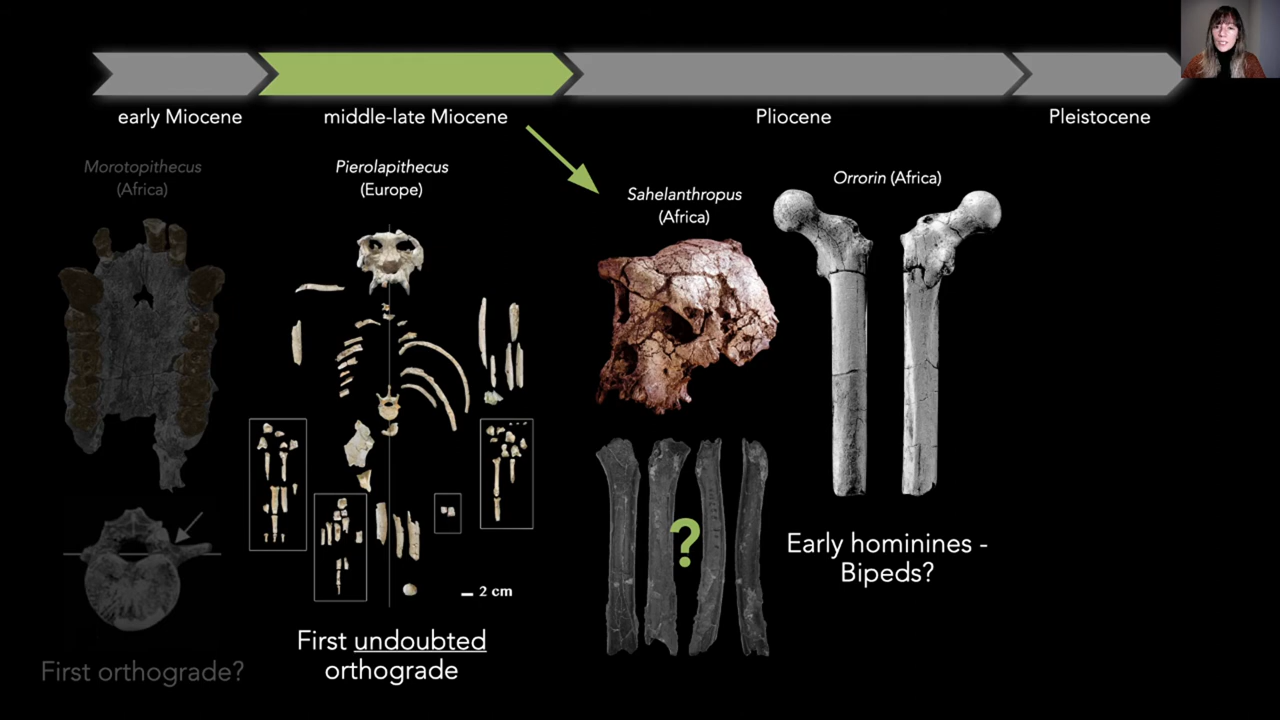 early Miocene
middle-late Miocene
Pliocene
Pleistocene
Morotopithecus
(Africa)
Pierolapithecus
(Europe)
Sahelanthropus
(Africa)
Orrorin (Africa)
?
2 cm
Early hominines -
Bipeds?
First undoubted
orthograde
First orthograde?